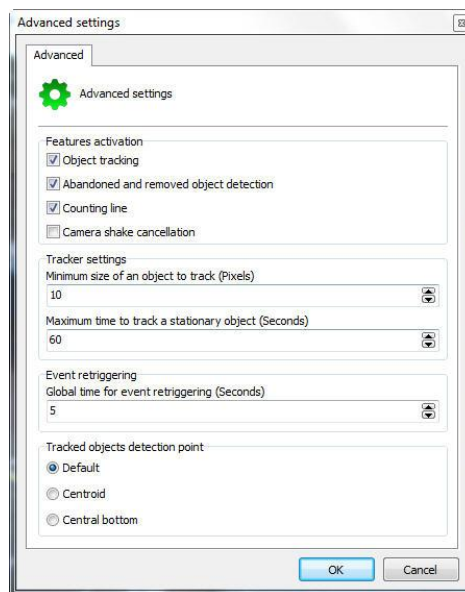 Advanced settings
Advanced
Advanced settings
Features activation
Object tracking
Abandoned and removed object detection
Counting line
Camera shake cancellation
Tracker settings
Minimum size of an object to track (Pixels)
10
Maximum time to track a stationary object (Seconds)
60
Event retriggering
Global time for event retriggering (Seconds)
5
Tracked objects detection point
Default
Centroid
Central bottom
OK Cancel